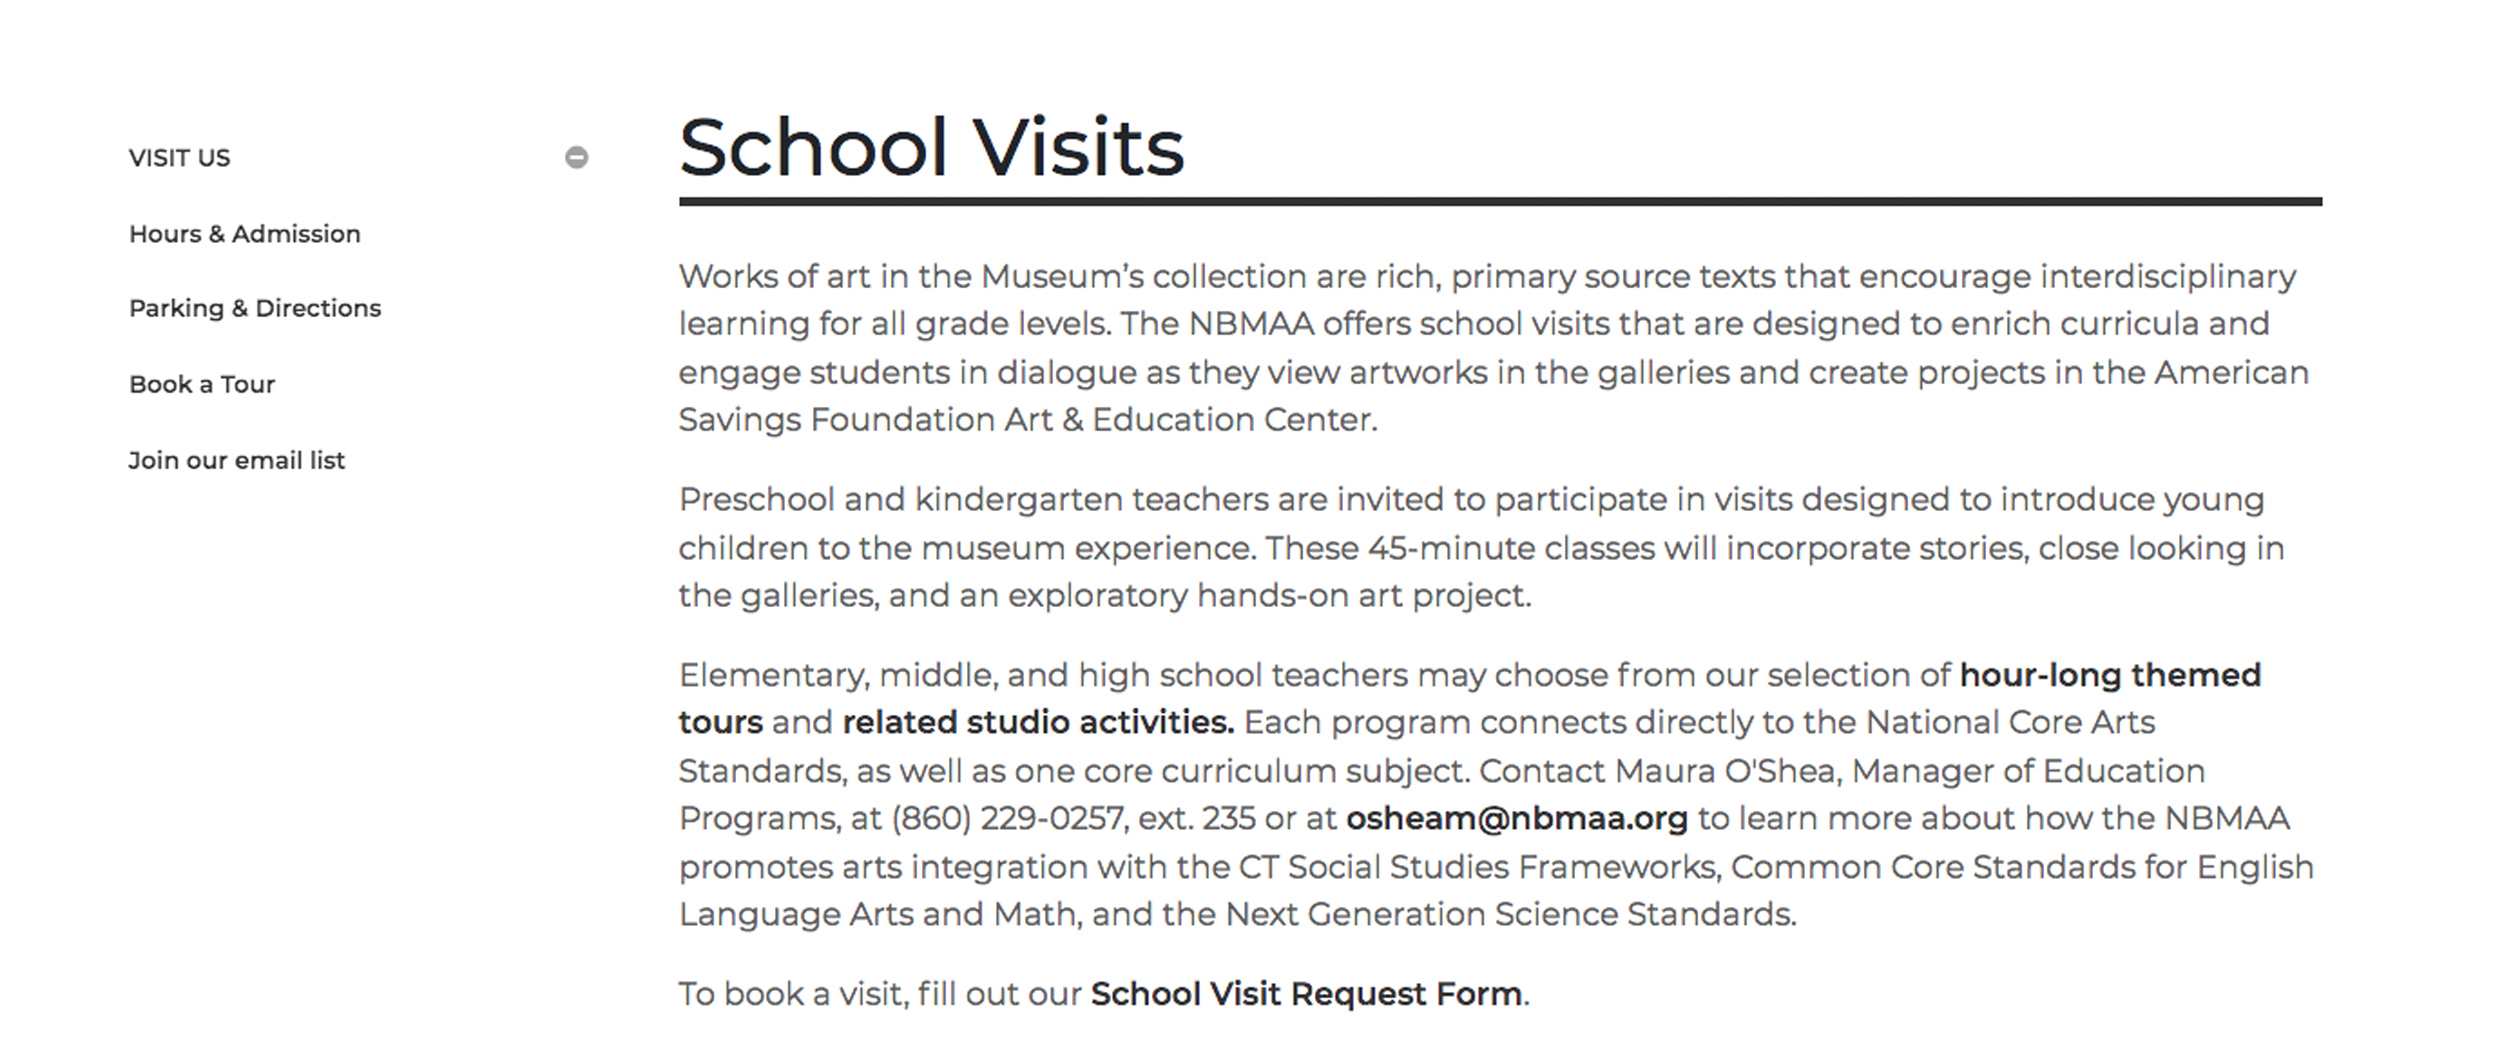 VISIT US
Hours & Admission
Parking & Directions
Book a Tour
Join our email list
School Visits
Works of art in the Museum’s collection are rich, primary source texts that encourage interdisciplinary
learning for all grade levels. The NBMAA offers school visits that are designed to enrich curricula and
engage students in dialogue as they view artworks in the galleries and create projects in the American
Savings Foundation Art & Education Center.
Preschool and kindergarten teachers are invited to participate in visits designed to introduce young
children to the museum experience. These 45-minute classes will incorporate stories, close looking in
the galleries, and an exploratory hands-on art project.
Elementary, middle, and high school teachers may choose from our selection of hour-long themed
tours and related studio activities. Each program connects directly to the National Core Arts
Standards, as well as one core curriculum subject. Contact Maura O'Shea, Manager of Education
Programs, at (860) 229-0257, ext. 235 or at osheam@nbmaa.org to learn more about how the NBMAA
promotes arts integration with the CT Social Studies Frameworks, Common Core Standards for English
Language Arts and Math, and the Next Generation Science Standards.
To book a visit, fill out our School Visit Request Form.